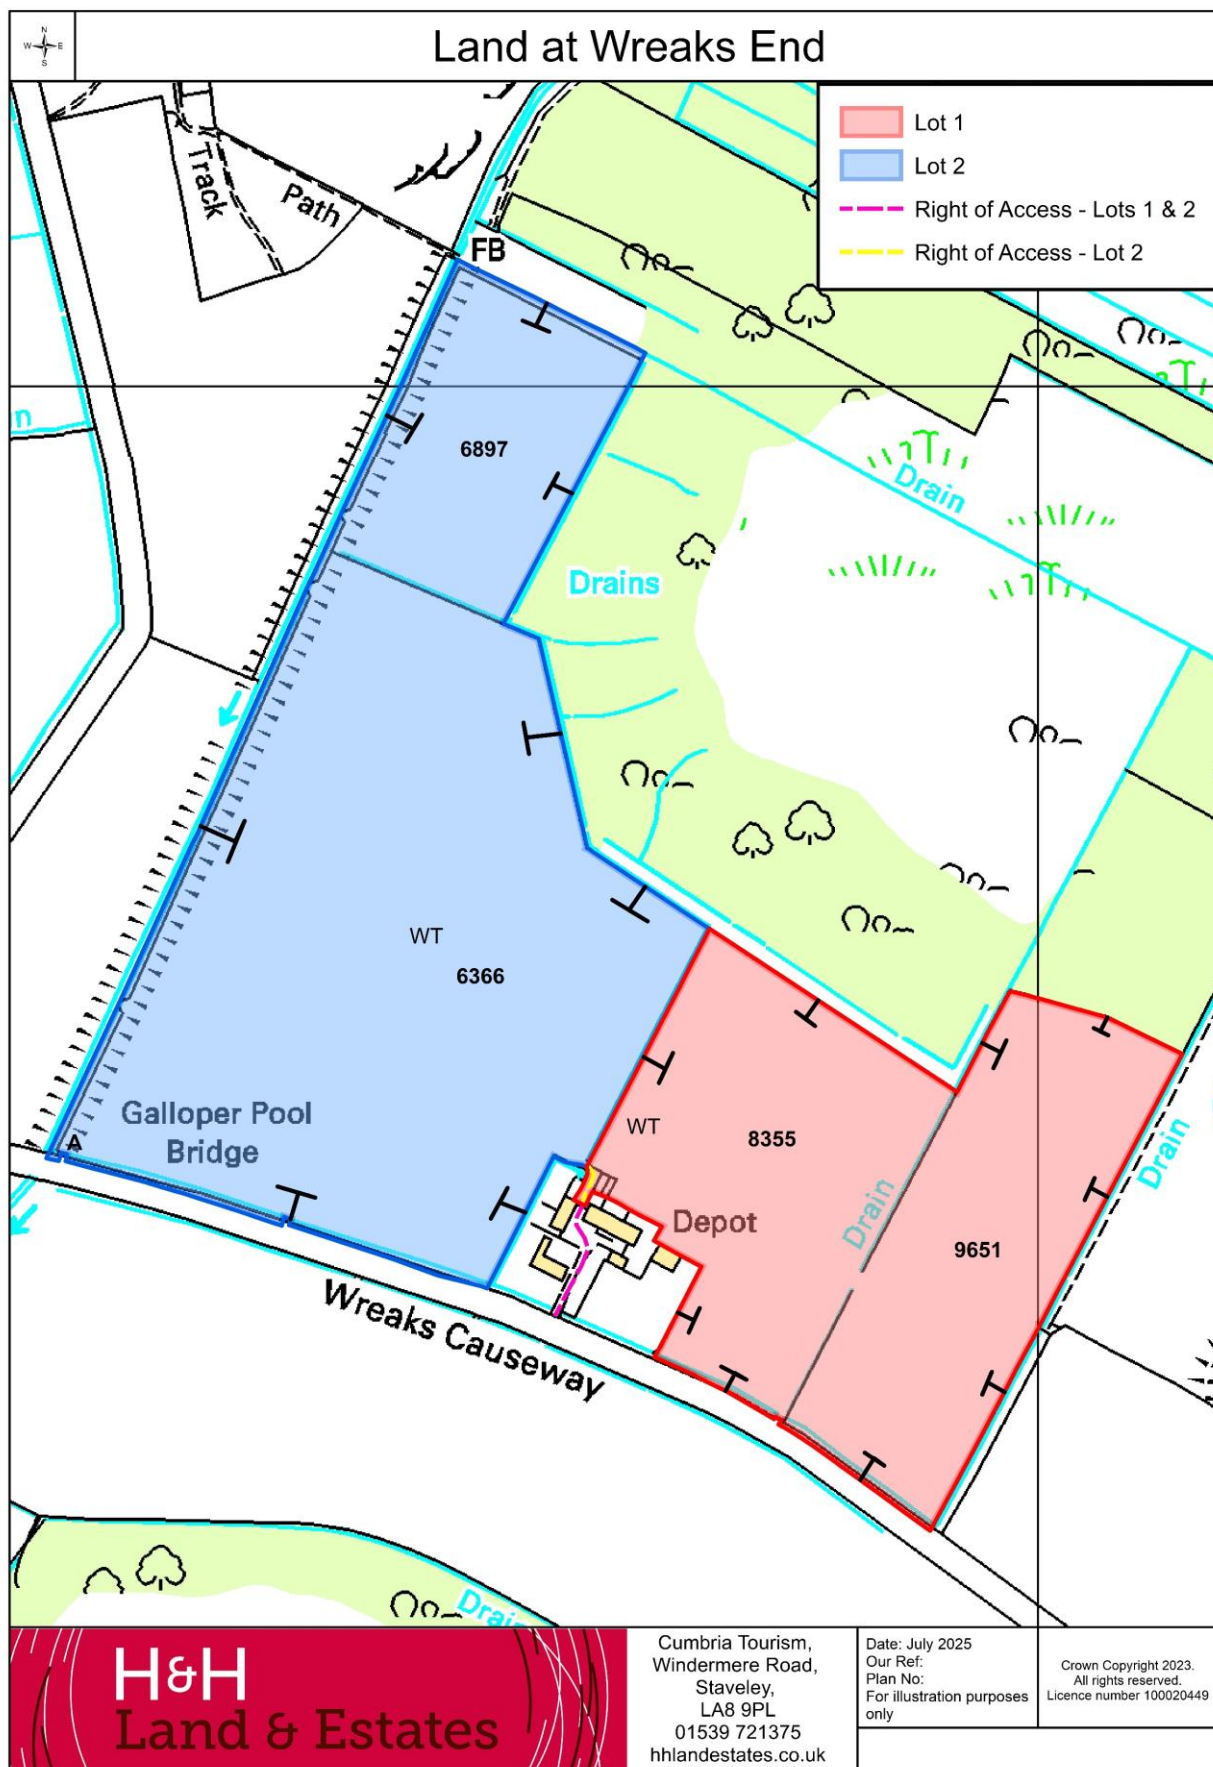 N
W E
S
Land at Wreaks End
Lot 1
Lot 2
Right of Access - Lots 1 & 2
Right of Access - Lot 2
Track
Path
FB
n
6897
Drain
Drains
WT
6366
Galloper Pool
Bridge
A
WT
8355
Depot
Drain
9651
Drain
Wreaks Causeway
Drain
H&H
Land & Estates
Cumbria Tourism,
Windermere Road,
Staveley,
LA8 9PL
01539 721375
hhlandestates.co.uk
Date: July 2025
Our Ref:
Plan No:
For illustration purposes
only
Crown Copyright 2023.
All rights reserved.
Licence number 100020449